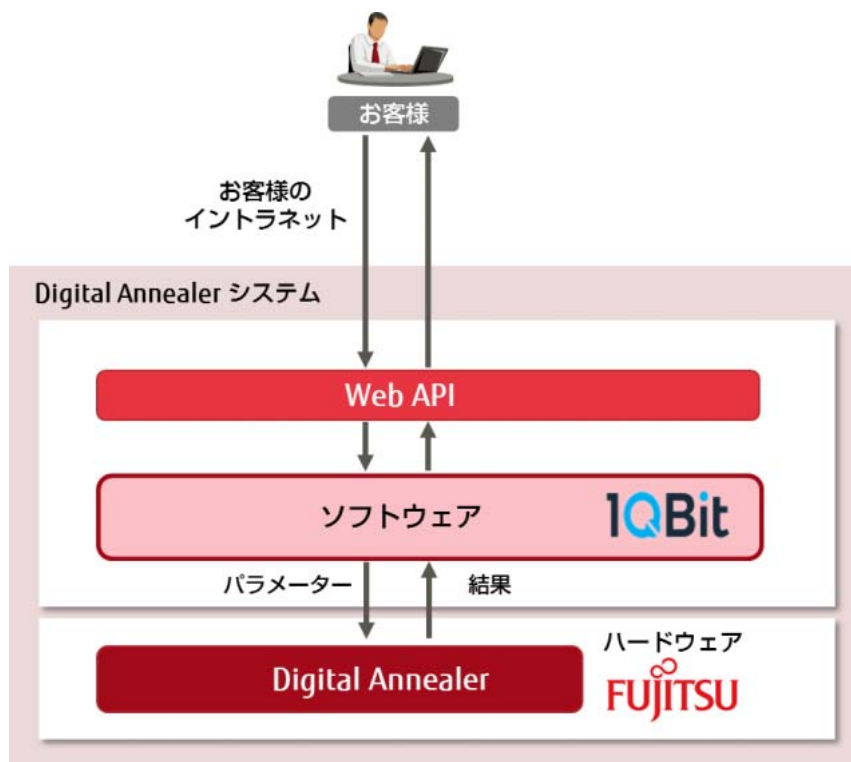 お客様
お客様の
イントラネット
Digital Annealer システム
Web API
ソフトウェア
1QBit
パラメーター
結果
ハードウェア
Digital Annealer
FUJITSU